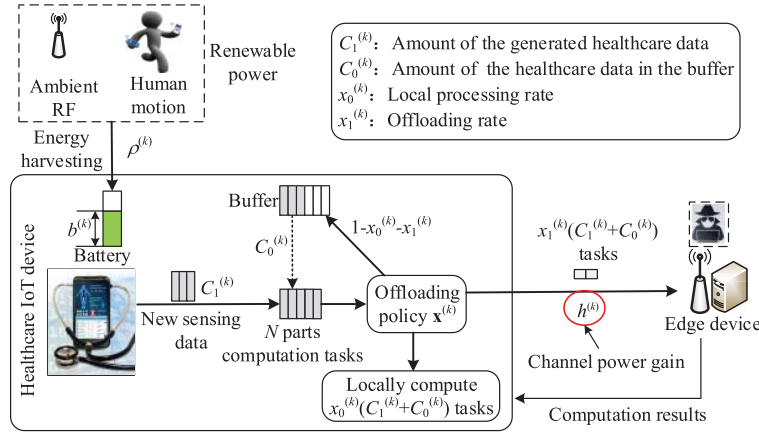 Ambient RF
Human motion
Renewable power
C₁⁽ᵏ⁾: Amount of the generated healthcare data
C₀⁽ᵏ⁾: Amount of the healthcare data in the buffer
x₀⁽ᵏ⁾: Local processing rate
x₁⁽ᵏ⁾: Offloading rate
Energy harvesting
ρ⁽ᵏ⁾
Healthcare IoT device
b⁽ᵏ⁾
Battery
Buffer
1-x₀⁽ᵏ⁾-x₁⁽ᵏ⁾
C₀⁽ᵏ⁾
C₁⁽ᵏ⁾
New sensing data
N parts
computation tasks
Offloading
policy 𝐱⁽ᵏ⁾
x₁⁽ᵏ⁾(C₁⁽ᵏ⁾+C₀⁽ᵏ⁾)
tasks
h⁽ᵏ⁾
Channel power gain
Edge device
Locally compute
x₀⁽ᵏ⁾(C₁⁽ᵏ⁾+C₀⁽ᵏ⁾) tasks
Computation results